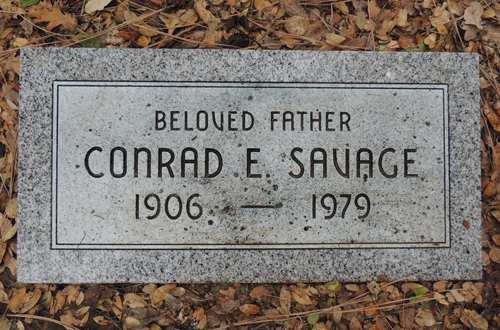 BELOVED FATHER
CONRAD E. SAVAGE
1906 — 1979